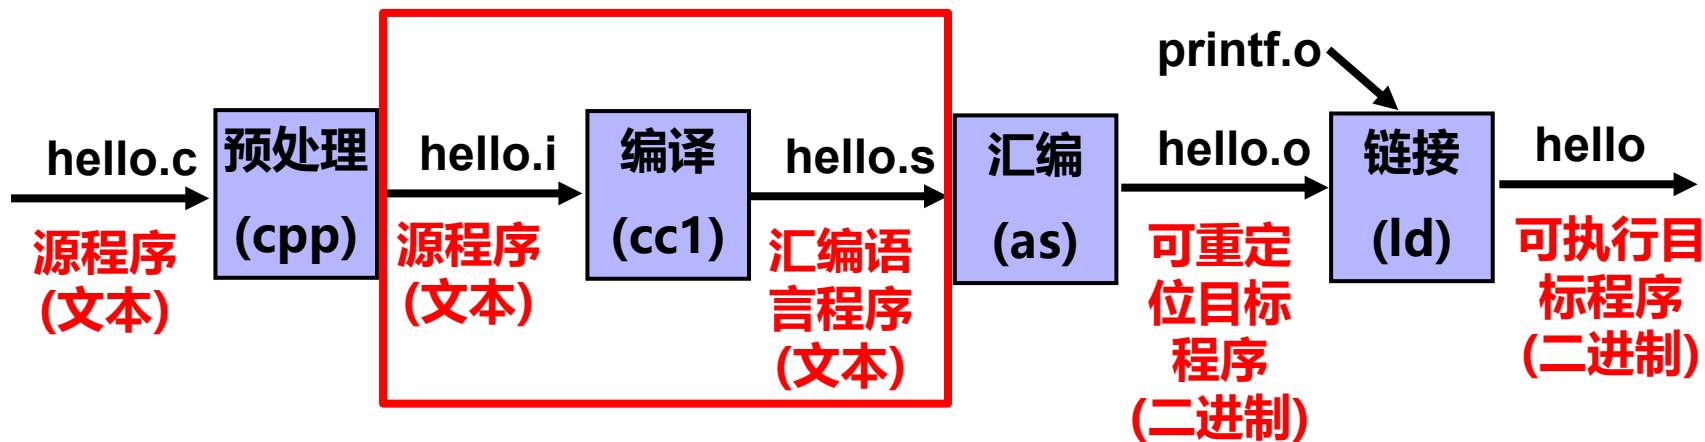 hello.c
源程序
(文本)
预处理
(cpp)
hello.i
源程序
(文本)
编译
(cc1)
hello.s
汇编语
言程序
(文本)
汇编
(as)
hello.o
可重定
位目标
程序
(二进制)
printf.o
链接
(ld)
hello
可执行目
标程序
(二进制)